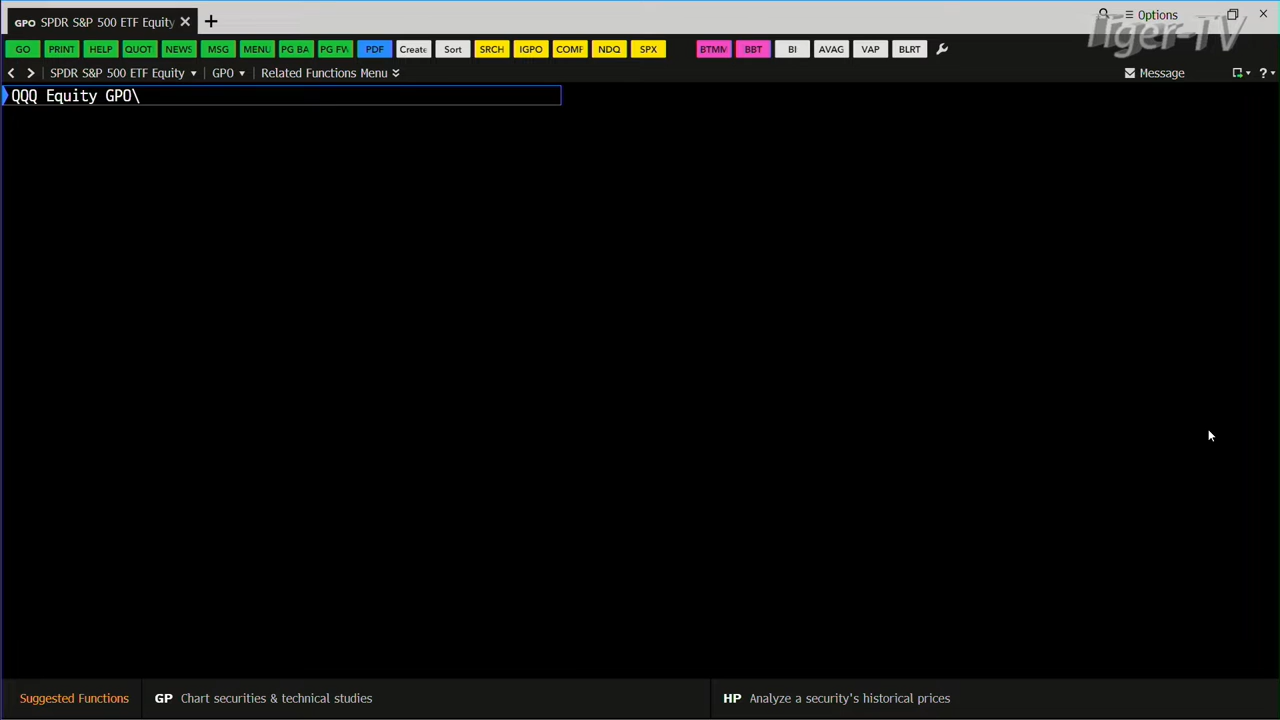 GPO SPDR S&P 500 ETF Equity
Tiger-TV
Options
GO PRINT HELP QUOT NEWS MSG MENU PG BA PG FW PDF Create Sort SRCH IGPO COMF NDQ SPX BTMM BBT BI AVAG VAP BLRT
SPDR S&P 500 ETF Equity GPO Related Functions Menu Message ?
QQQ Equity GPO\
Suggested Functions GP Chart securities & technical studies HP Analyze a security's historical prices